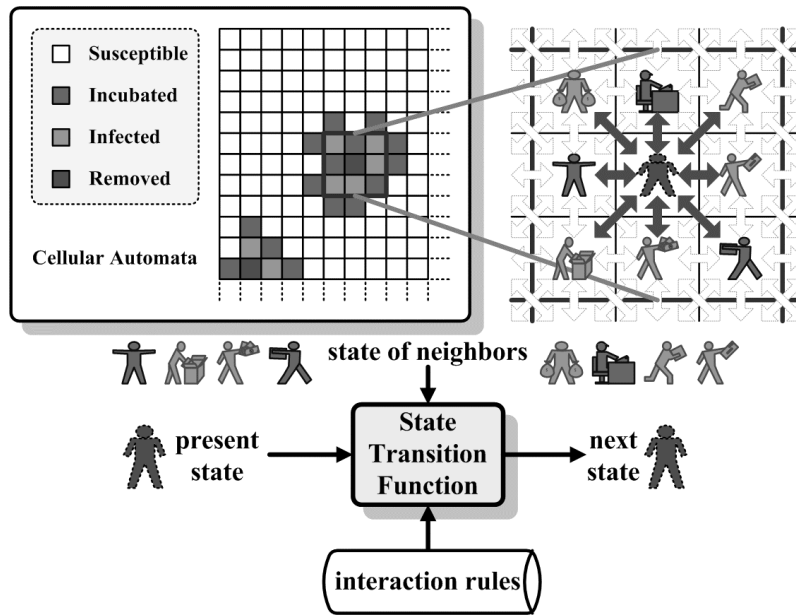 Susceptible
Incubated
Infected
Removed
Cellular Automata
state of neighbors
present
state
State
Transition
Function
next
state
interaction rules